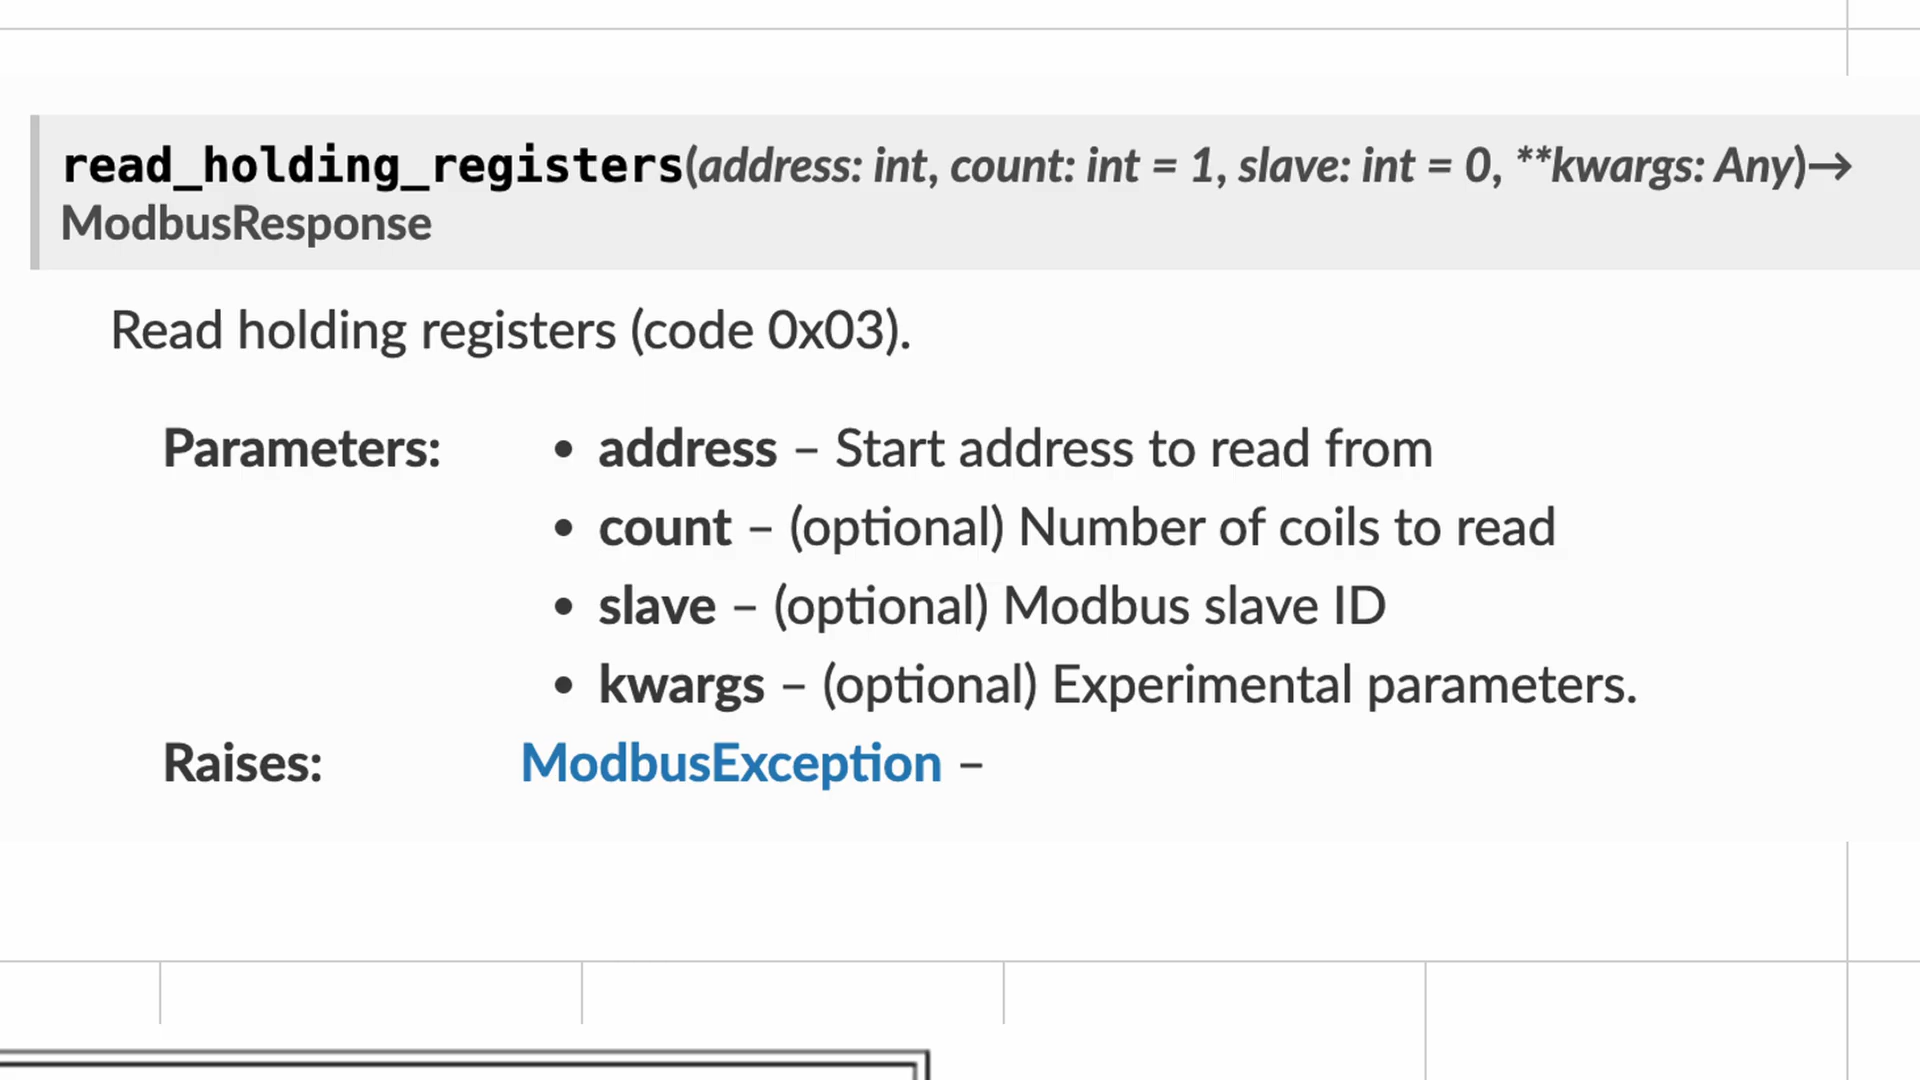 read_holding_registers(address: int, count: int = 1, slave: int = 0, **kwargs: Any)→
ModbusResponse
Read holding registers (code 0x03).
Parameters:
• address – Start address to read from
• count – (optional) Number of coils to read
• slave – (optional) Modbus slave ID
• kwargs – (optional) Experimental parameters.
Raises: ModbusException –